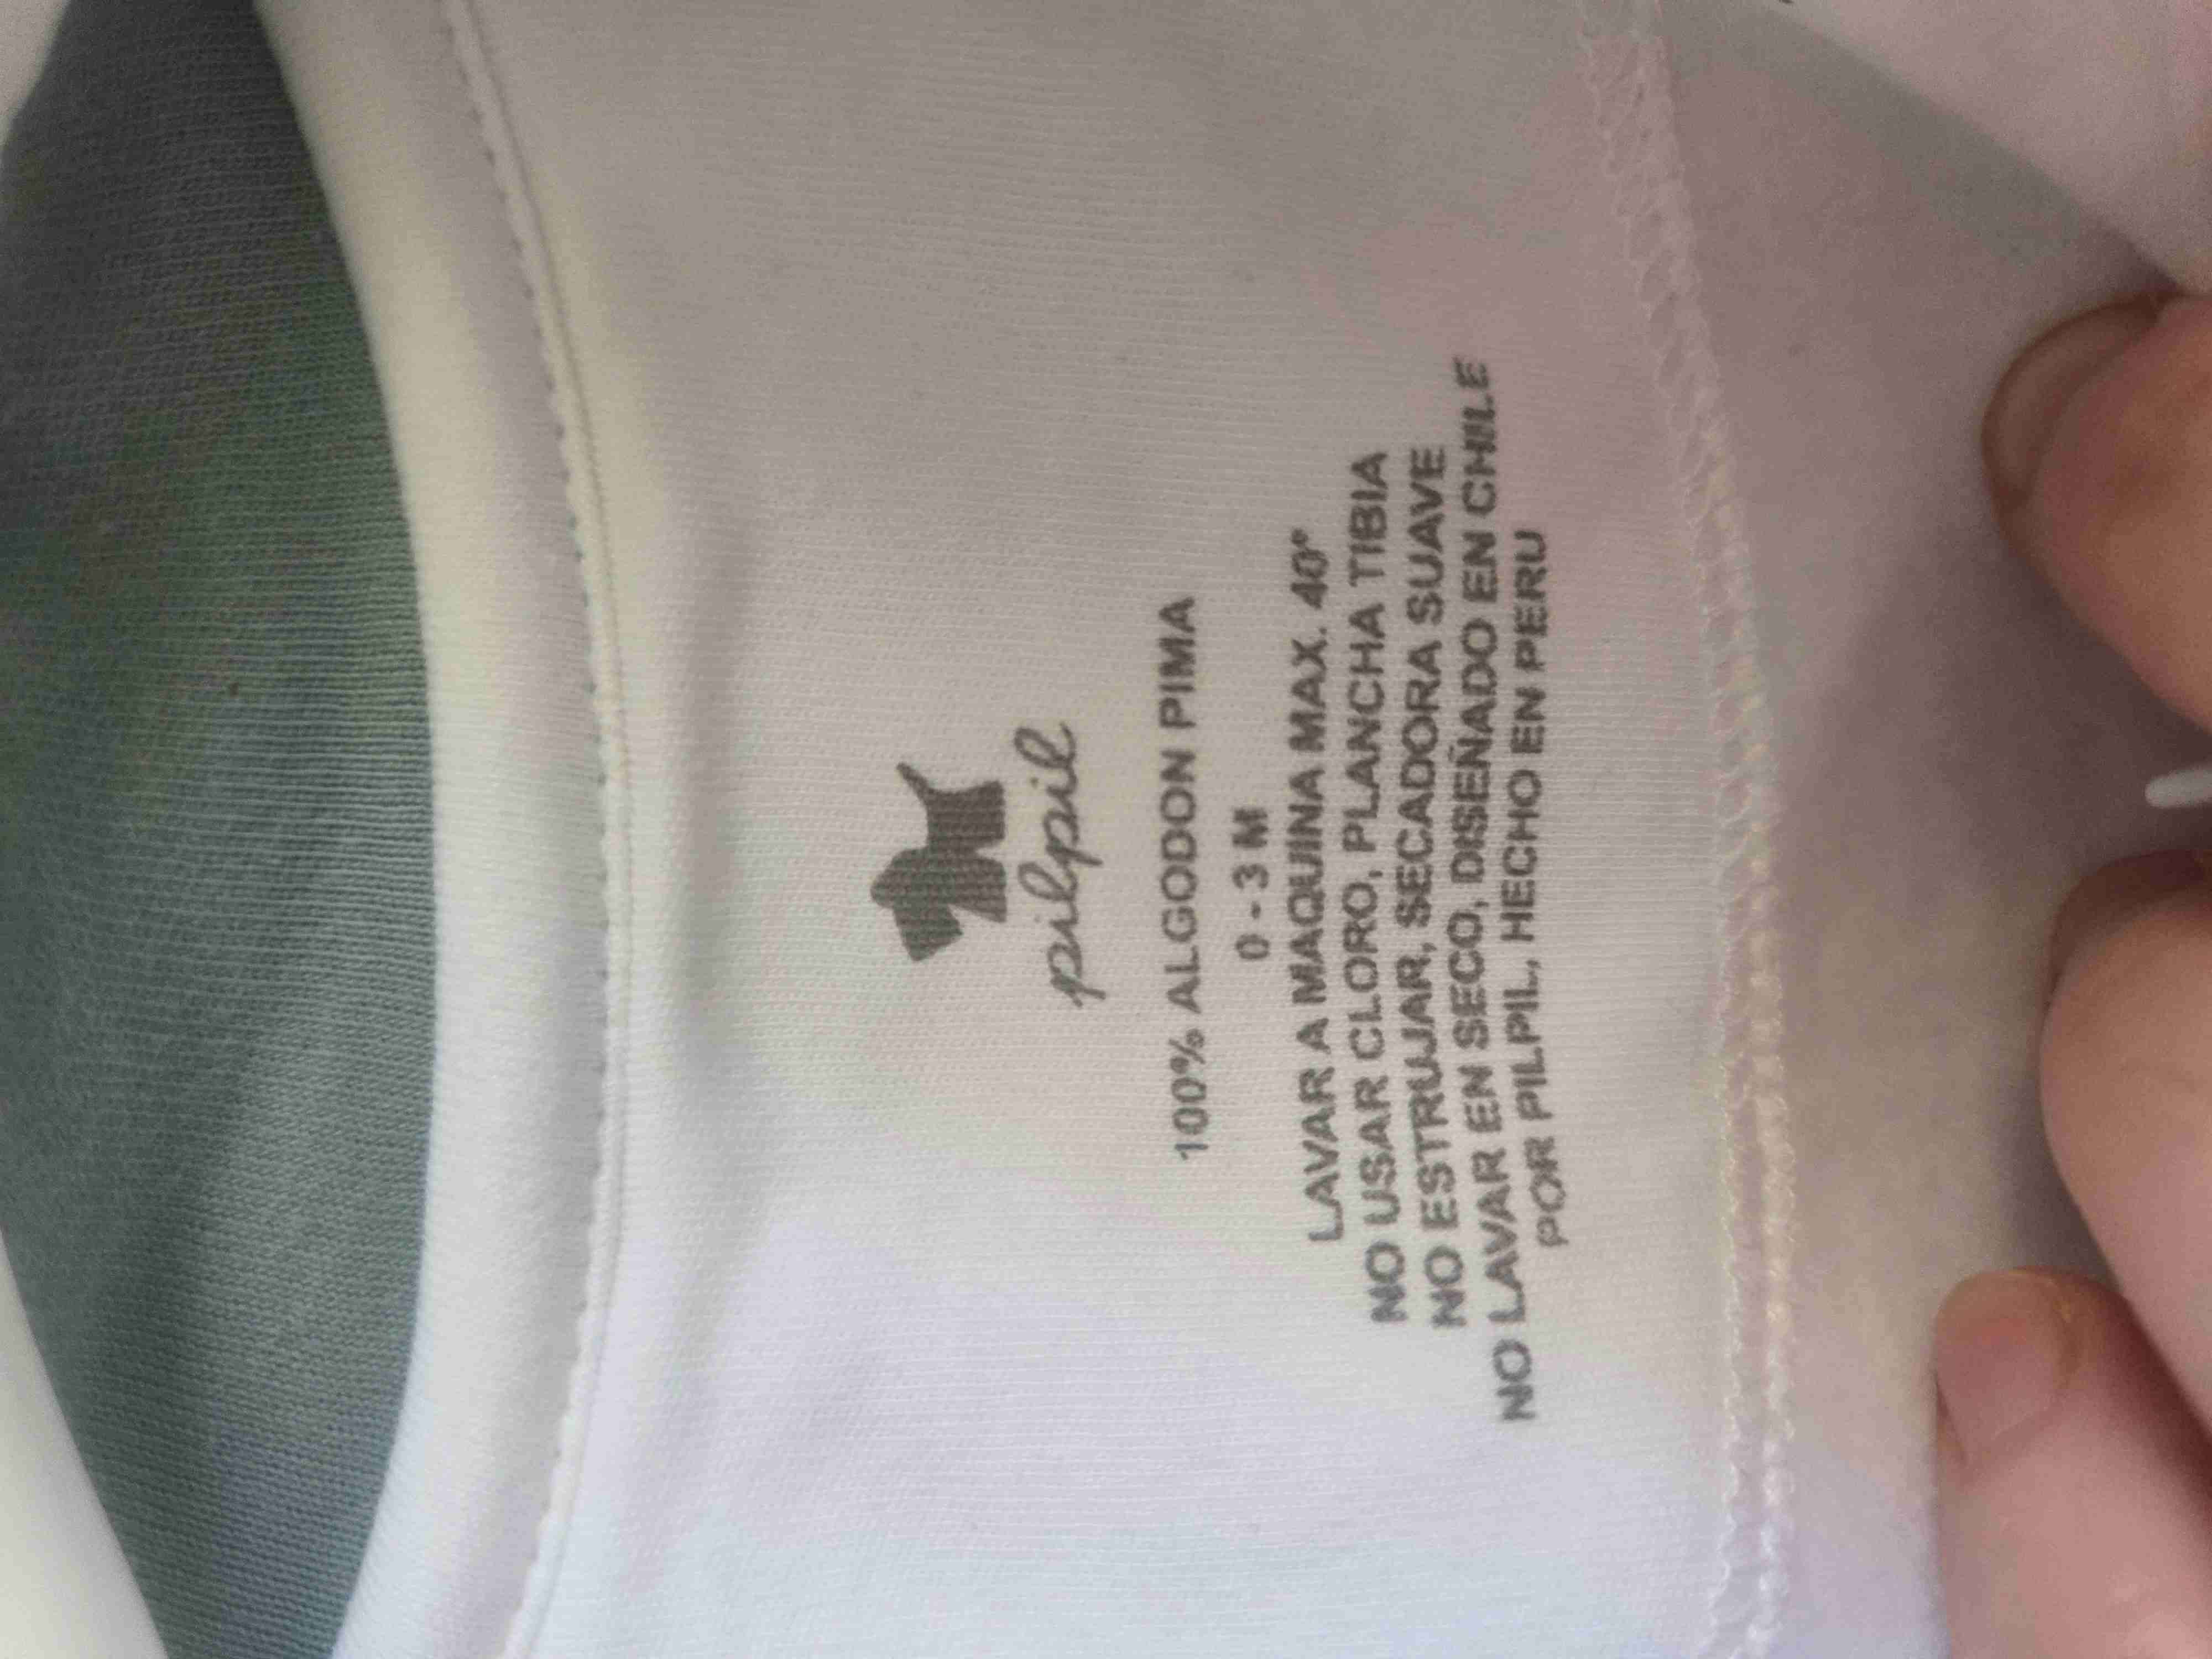 pilpil
100% ALGODON PIMA
0 - 3 M
LAVAR A MAQUINA MAX. 40°
NO USAR CLORO, PLANCHA TIBIA
NO ESTRUJAR, SECADORA SUAVE
NO LAVAR EN SECO, DISEÑADO EN CHILE
POR PILPIL, HECHO EN PERU